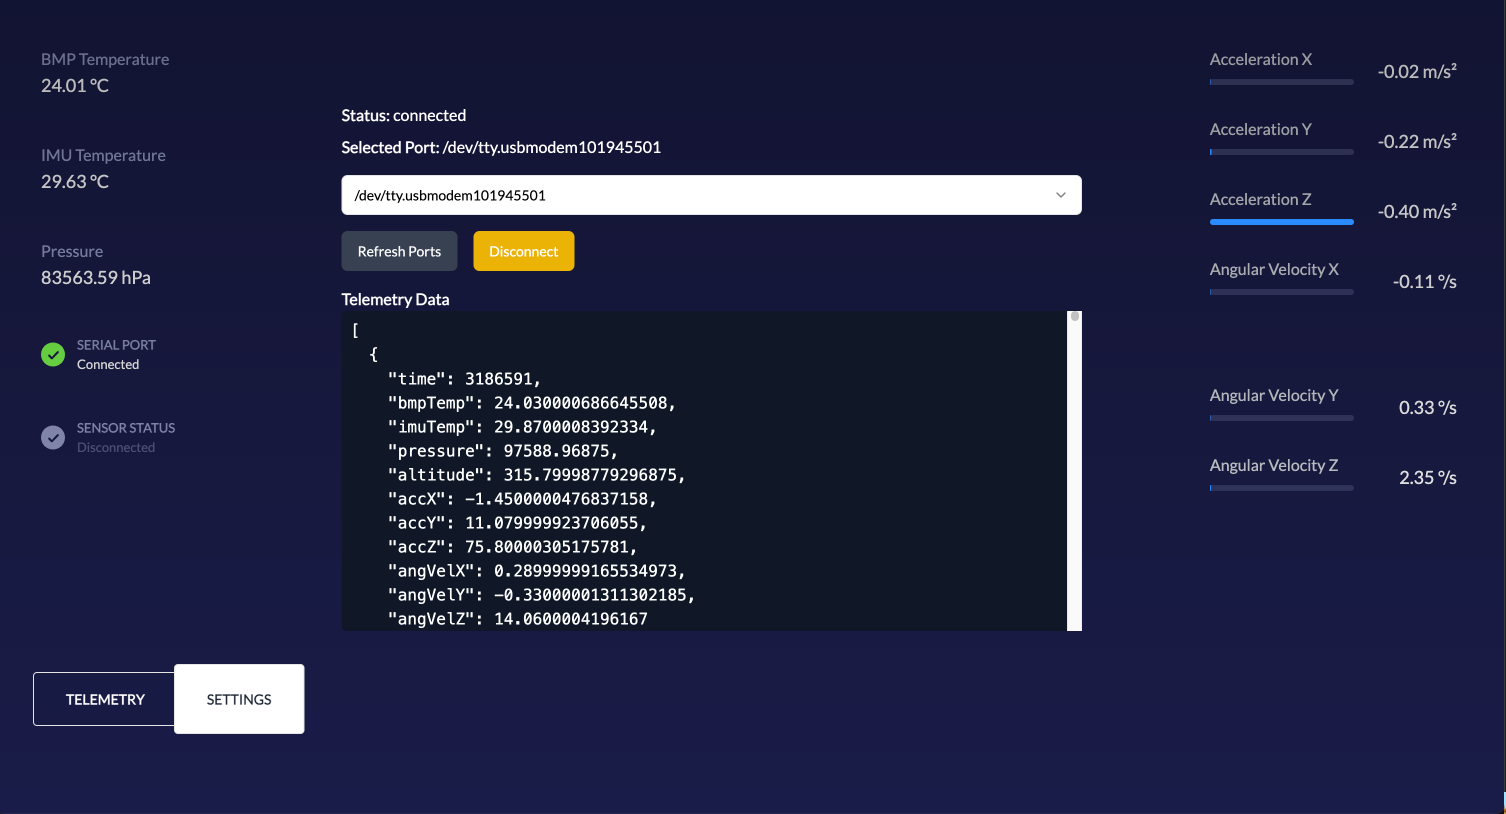 BMP Temperature
24.01 °C
IMU Temperature
29.63 °C
Pressure
83563.59 hPa
SERIAL PORT
Connected
SENSOR STATUS
Disconnected
TELEMETRY
SETTINGS
Status: connected
Selected Port: /dev/tty.usbmodem101945501
/dev/tty.usbmodem101945501
Refresh Ports
Disconnect
Telemetry Data
[
{
"time": 3186591,
"bmpTemp": 24.030000686645508,
"imuTemp": 29.8700008392334,
"pressure": 97588.96875,
"altitude": 315.79998779296875,
"accX": -1.4500000476837158,
"accY": 11.079999923706055,
"accZ": 75.80000305175781,
"angVelX": 0.28999999165534973,
"angVelY": -0.33000001311302185,
"angVelZ": 14.0600004196167
Acceleration X
-0.02 m/s²
Acceleration Y
-0.22 m/s²
Acceleration Z
-0.40 m/s²
Angular Velocity X
-0.11 °/s
Angular Velocity Y
0.33 °/s
Angular Velocity Z
2.35 °/s